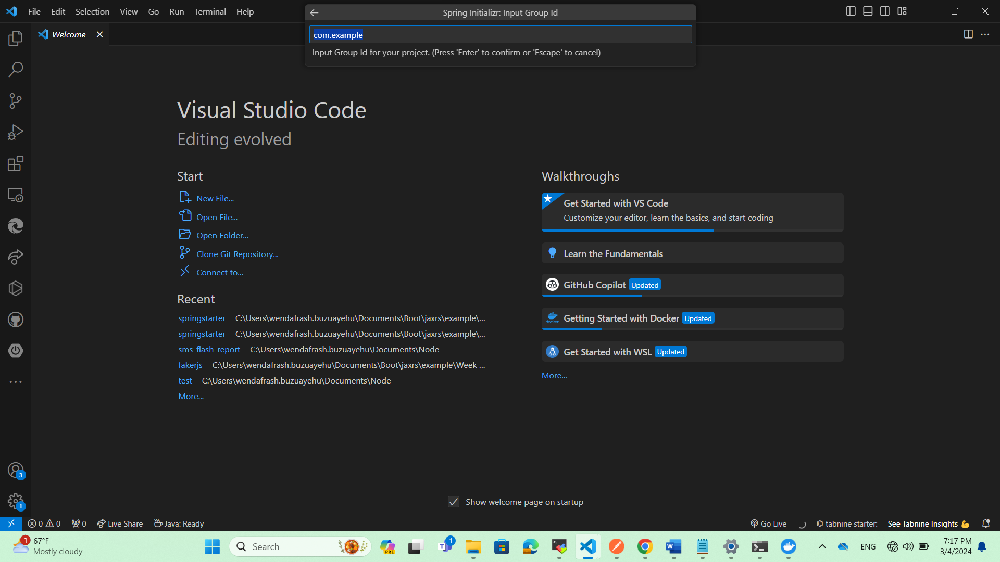 File Edit Selection View Go Run Terminal Help
Spring Initializr: Input Group Id
Welcome
com.example
Input Group Id for your project. (Press 'Enter' to confirm or 'Escape' to cancel)
Visual Studio Code
Editing evolved
Start
New File...
Open File...
Open Folder...
Clone Git Repository...
Connect to...
Recent
springstarter C:\Users\wendafrash.buzuayehu\Documents\Boot\jaxrs\example\...
springstarter C:\Users\wendafrash.buzuayehu\Documents\Boot\jaxrs\example\...
sms_flash_report C:\Users\wendafrash.buzuayehu\Documents\Node
fakerjs C:\Users\wendafrash.buzuayehu\Documents\Boot\jaxrs\example\Week ...
test C:\Users\wendafrash.buzuayehu\Documents\Node
More...
Walkthroughs
Get Started with VS Code
Customize your editor, learn the basics, and start coding
Learn the Fundamentals
GitHub Copilot Updated
docker
Getting Started with Docker Updated
Get Started with WSL Updated
More...
3
1
Show welcome page on startup
0 0 0 Live Share Java: Ready
Go Live tabnine starter: See Tabnine Insights 💪
1
67°F
Mostly cloudy
Search
PRE
1
ENG
7:17 PM
3/4/2024